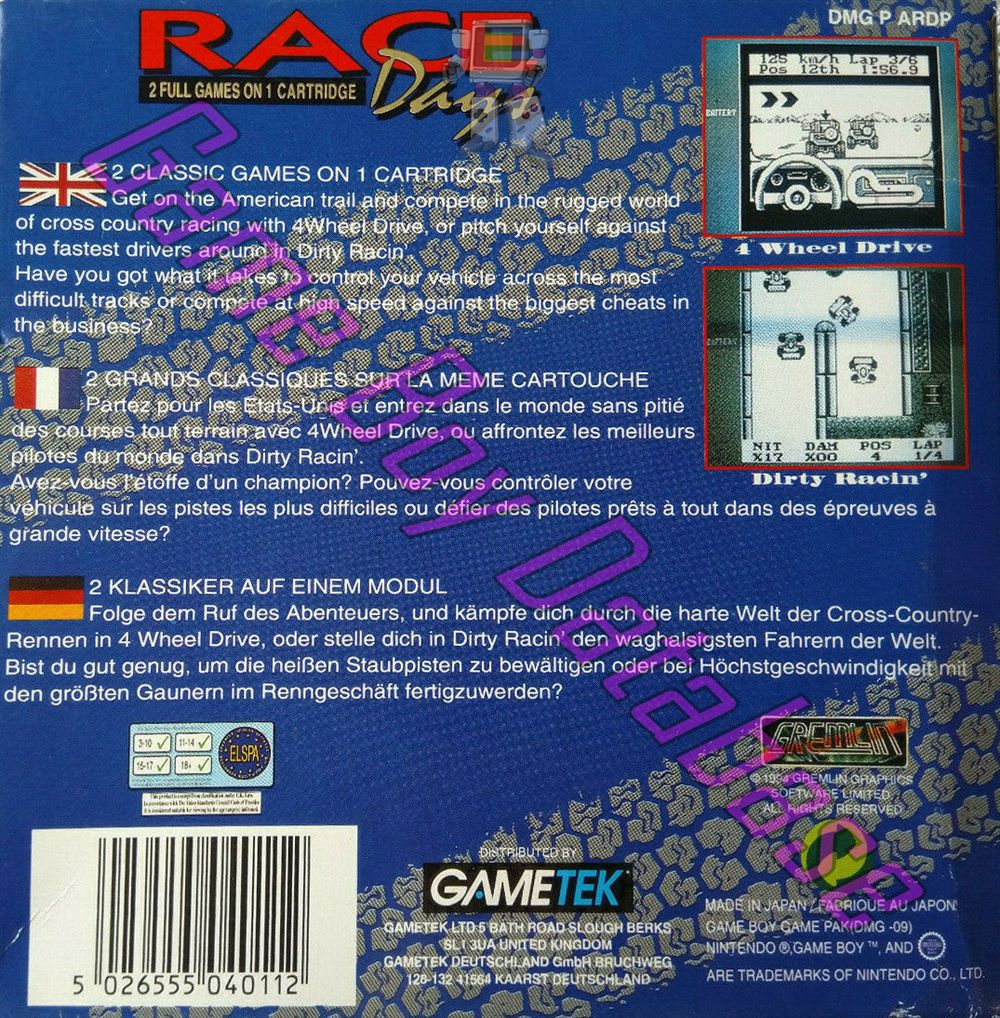 RACE
Days
2 FULL GAMES ON 1 CARTRIDGE
DMG P ARDP
125 km/h Lap 3/6
Pos 12th 1:56.9
BATTERY
4 Wheel Drive
2 CLASSIC GAMES ON 1 CARTRIDGE
Get on the American trail and compete in the rugged world
of cross country racing with 4Wheel Drive, or pitch yourself against
the fastest drivers around in Dirty Racin'.
Have you got what it takes to control your vehicle across the most
difficult tracks or compete at high speed against the biggest cheats in
the business?
BATTERY
NIT DAM POS LAP
X17 X00 4 1/4
Dirty Racin'
2 GRANDS CLASSIQUES SUR LA MEME CARTOUCHE
Partez pour les Etats-Unis et entrez dans le monde sans pitié
des courses tout terrain avec 4Wheel Drive, ou affrontez les meilleurs
pilotes du monde dans Dirty Racin'.
Avez-vous l'étoffe d'un champion? Pouvez-vous contrôler votre
véhicule sur les pistes les plus difficiles ou défier des pilotes prêts à tout dans des épreuves à
grande vitesse?
2 KLASSIKER AUF EINEM MODUL
Folge dem Ruf des Abenteuers, und kämpfe dich durch die harte Welt der Cross-Country-
Rennen in 4 Wheel Drive, oder stelle dich in Dirty Racin' den waghalsigsten Fahrern der Welt.
Bist du gut genug, um die heißen Staubpisten zu bewältigen oder bei Höchstgeschwindigkeit mit
den größten Gaunern im Renngeschäft fertigzuwerden?
Game Boy Database
3-10 11-14
15-17 18+
ELSPA
GREMLIN
© 1994 GREMLIN GRAPHICS
SOFTWARE LIMITED
ALL RIGHTS RESERVED
DISTRIBUTED BY
GAMETEK
GAMETEK LTD 5 BATH ROAD SLOUGH BERKS
SL1 3UA UNITED KINGDOM
GAMETEK DEUTSCHLAND GmbH BRUCHWEG
128-132 41564 KAARST DEUTSCHLAND
MADE IN JAPAN / FABRIQUE AU JAPON
GAME BOY GAME PAK(DMG -09)
NINTENDO ®,GAME BOY ™, AND
ARE TRADEMARKS OF NINTENDO CO., LTD.
5 026555 040112